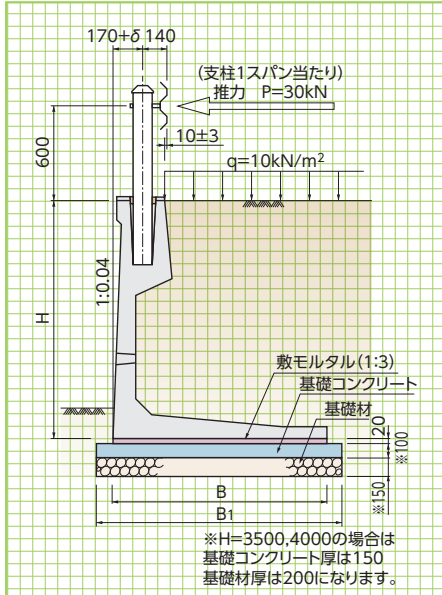 170+δ 140
(支柱1スパン当たり)
推力 P=30kN
10±3
600
q=10kN/m²
1:0.04
H
敷モルタル(1:3)
基礎コンクリート
基礎材
20
※100
※150
B
B1
※H=3500,4000の場合は
基礎コンクリート厚は150
基礎材厚は200になります。